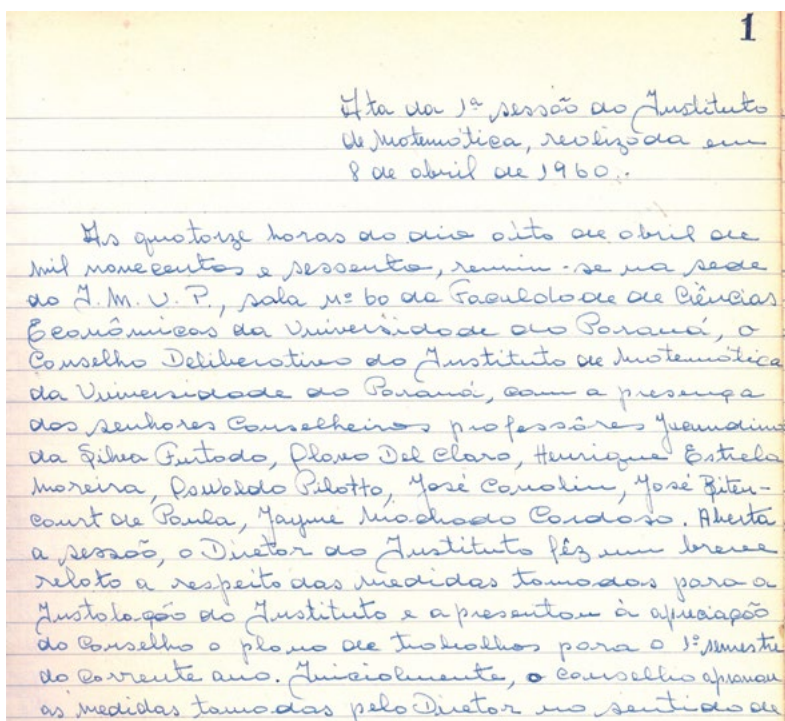 1
Ata da 1ª sessão do Instituto
de Matemática, realizada em
8 de abril de 1960.
Às quatorze horas do dia oito de abril de
mil novecentos e sessenta, reuniu-se na sede
do I. M. U. P., sala nº 60 da Faculdade de Ciências
Econômicas da Universidade do Paraná, o
Conselho Deliberativo do Instituto de Matemática
da Universidade do Paraná, com a presença
dos senhores Conselheiros professôres Jucundino
da Silva Furtado, Olavo Del Claro, Henrique Estrela
Moreira, Osvaldo Pilotto, José Canolin, José Biten-
court de Paula, Jayme Machado Cardoso. Aberta
a sessão, o Diretor do Instituto fêz um breve
relato a respeito das medidas tomadas para a
Instalação do Instituto e apresentou à apreciação
do Conselho o plano de trabalhos para o 1º semestre
do corrente ano. Inicialmente, o conselho aprovou
as medidas tomadas pelo Diretor no sentido de